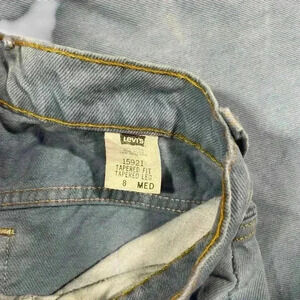 Levi's
15921
TAPERED FIT
TAPERED LEG
8 MED